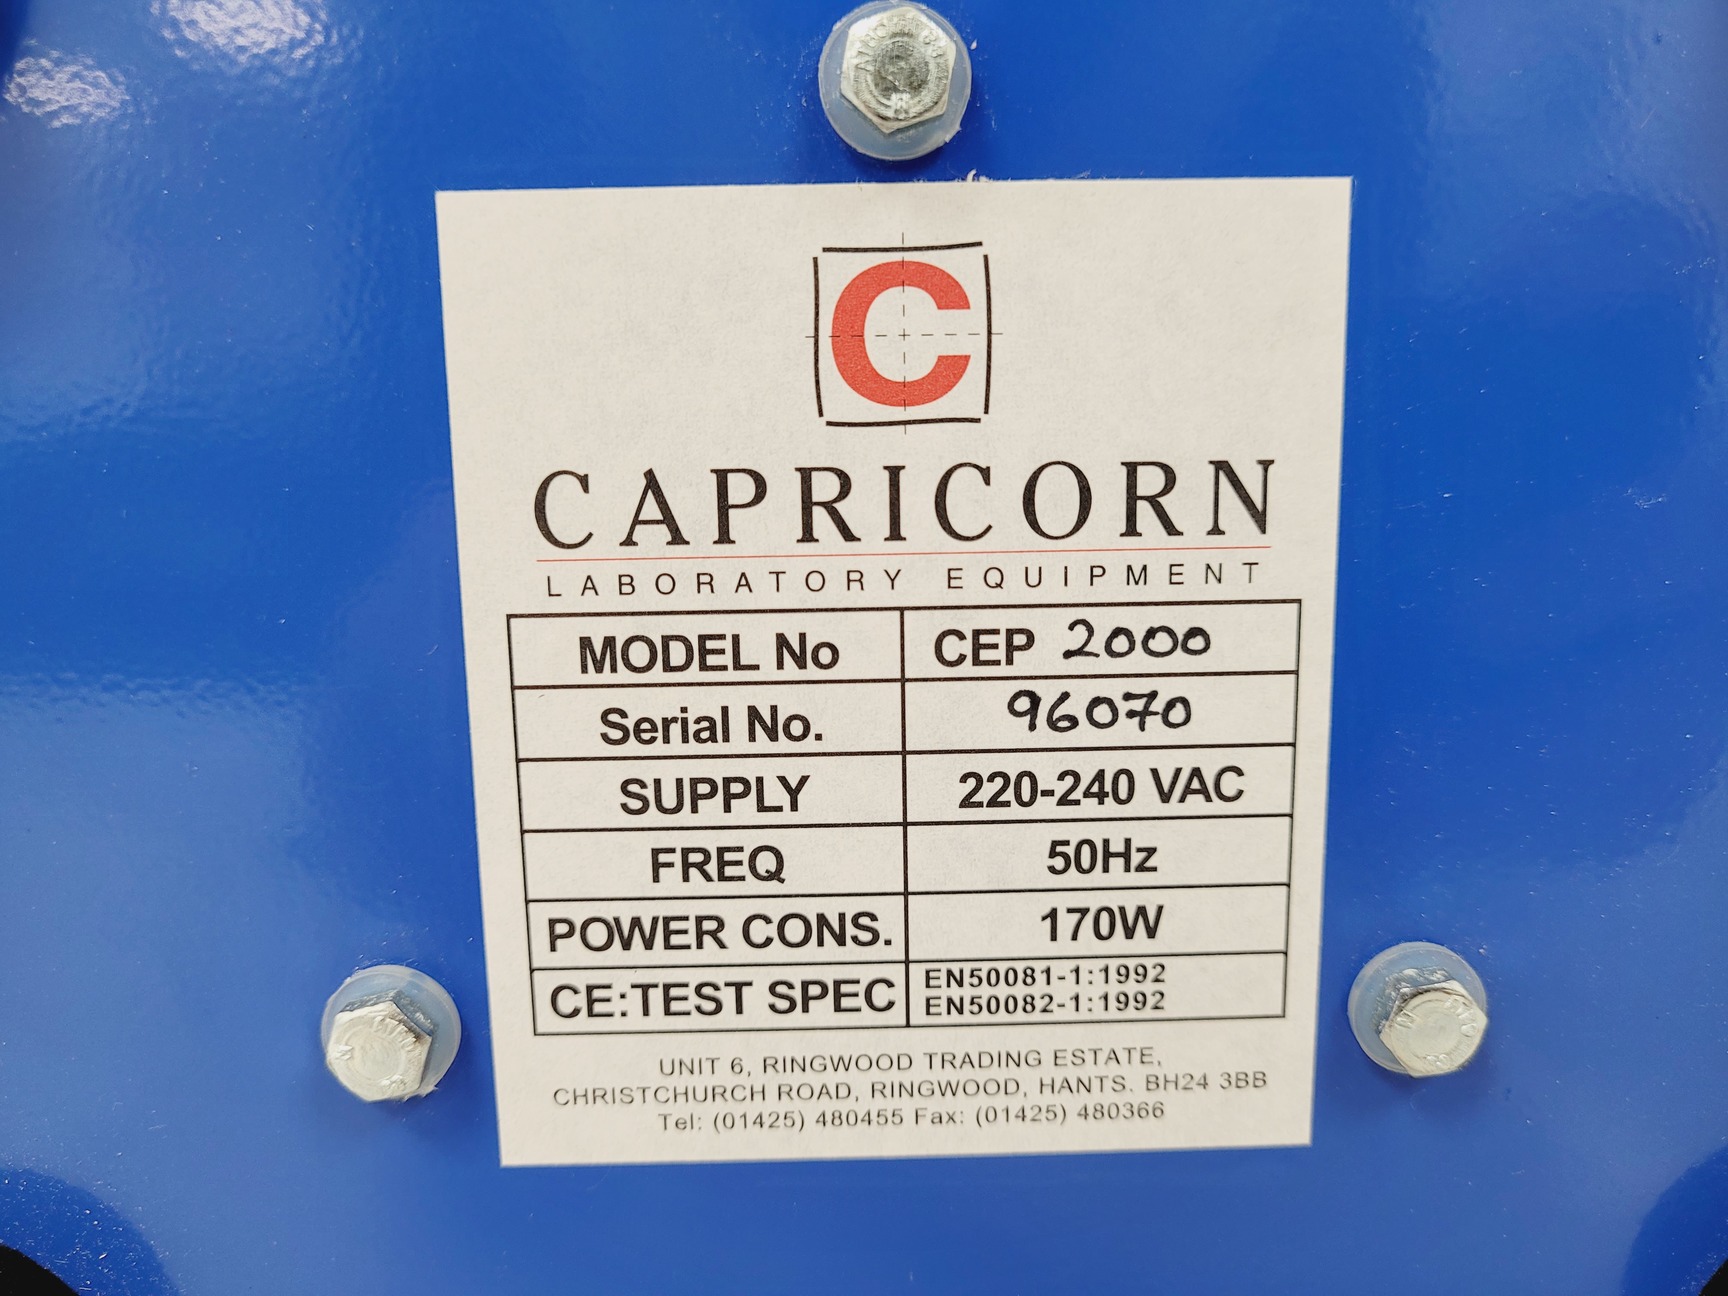 C
CAPRICORN
LABORATORY EQUIPMENT
MODEL No CEP 2000
Serial No. 96070
SUPPLY 220-240 VAC
FREQ 50Hz
POWER CONS. 170W
CE:TEST SPEC EN50081-1:1992
EN50082-1:1992
UNIT 6, RINGWOOD TRADING ESTATE,
CHRISTCHURCH ROAD, RINGWOOD, HANTS. BH24 3BB
Tel: (01425) 480455 Fax: (01425) 480366